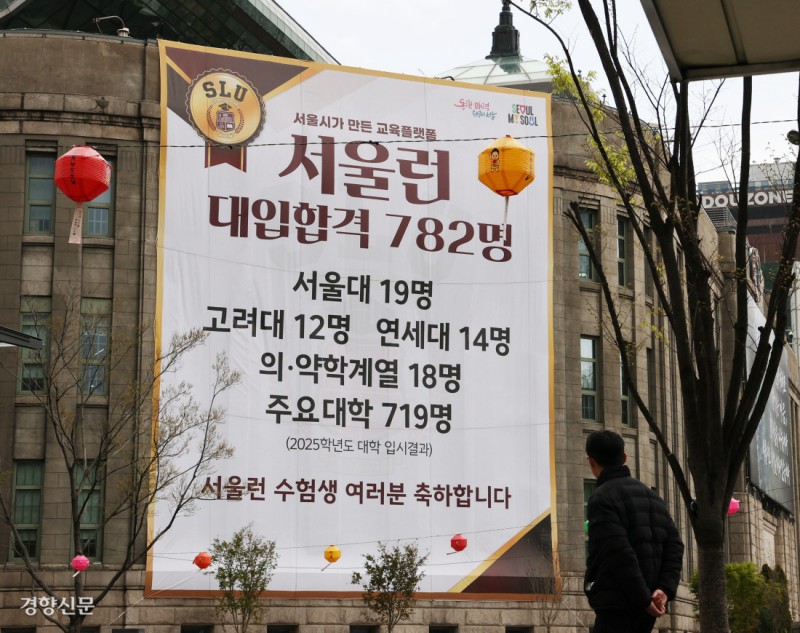 SLU
동행·매력
SEOUL
MY SOUL
서울시가 만든 교육플랫폼
서울런
대입합격 782명
서울대 19명
고려대 12명 연세대 14명
의·약학계열 18명
주요대학 719명
(2025학년도 대학 입시결과)
서울런 수험생 여러분 축하합니다
DOUZONE
경향신문